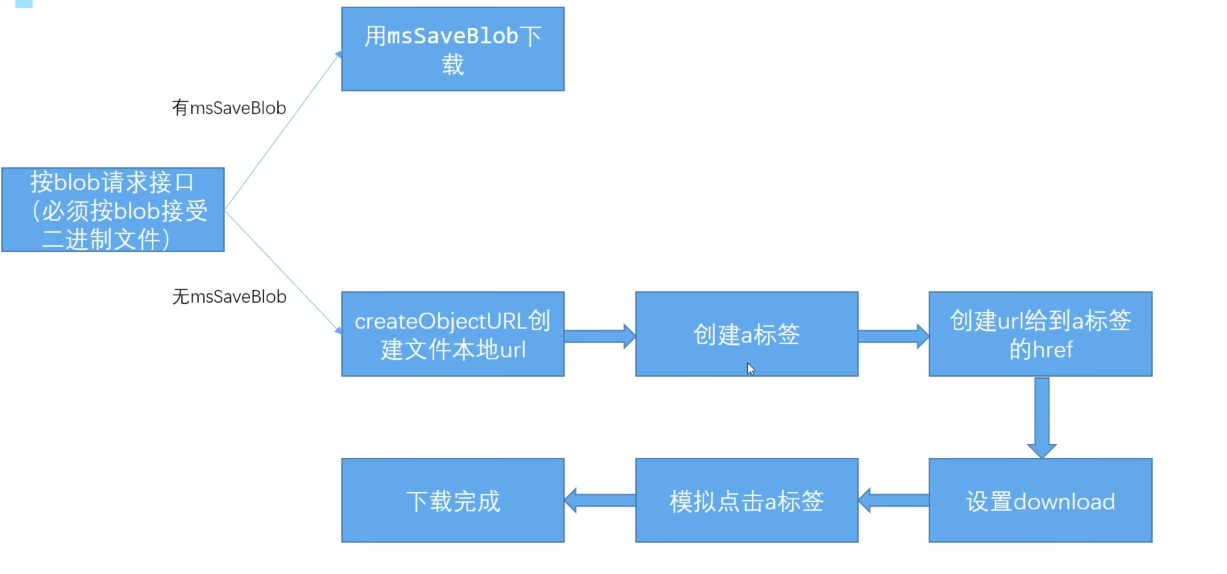 用msSaveBlob下
载
有msSaveBlob
按blob请求接口
（必须按blob接受
二进制文件）
无msSaveBlob
createObjectURL创
建文件本地url
创建a标签
创建url给到a标签
的href
设置download
模拟点击a标签
下载完成